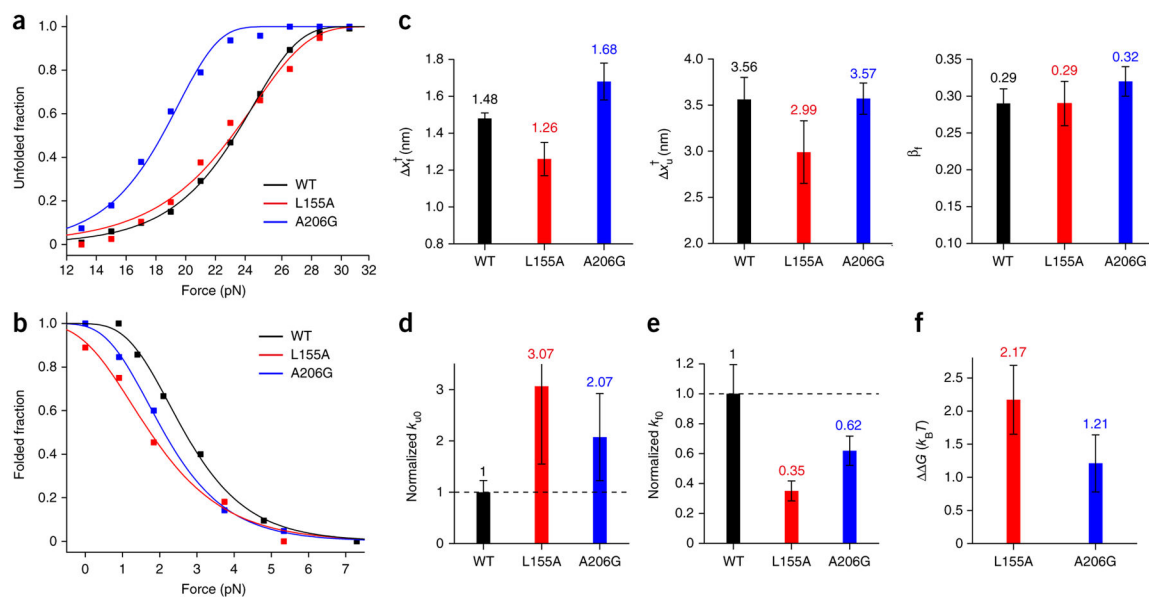 a
Unfolded fraction
1.0
0.8
0.6
0.4
0.2
0
WT
L155A
A206G
12 14 16 18 20 22 24 26 28 30 32
Force (pN)
b
Folded fraction
1.0
0.8
0.6
0.4
0.2
0
WT
L155A
A206G
0 1 2 3 4 5 6 7
Force (pN)
c
Δx‡f (nm)
1.8
1.6
1.4
1.2
1.0
0.8
1.48
1.26
1.68
WT L155A A206G
Δx‡u (nm)
4.0
3.5
3.0
2.5
2.0
3.56
2.99
3.57
WT L155A A206G
βf
0.35
0.30
0.25
0.20
0.15
0.10
0.29
0.29
0.32
WT L155A A206G
d
Normalized ku0
3
2
1
0
1
3.07
2.07
WT L155A A206G
e
Normalized kf0
1.2
1.0
0.8
0.6
0.4
0.2
0
1
0.35
0.62
WT L155A A206G
f
ΔΔG (kBT)
2.5
2.0
1.5
1.0
0.5
0
2.17
1.21
L155A A206G